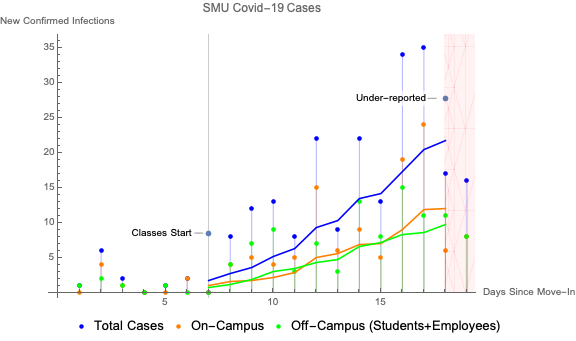 SMU Covid-19 Cases
New Confirmed Infections
35
30
25
20
15
10
5
Under-reported
Classes Start
5
10
15
Days Since Move-In
Total Cases On-Campus Off-Campus (Students+Employees)